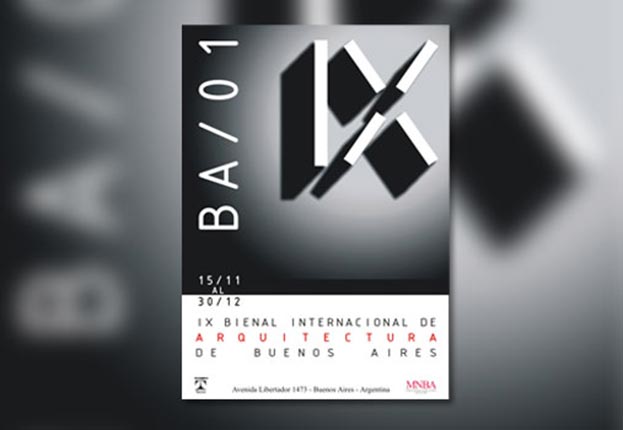 BA/01
IX
15/11
AL
30/12
IX BIENAL INTERNACIONAL DE
ARQUITECTURA
DE BUENOS AIRES
Avenida Libertador 1473 - Buenos Aires - Argentina
MNBA